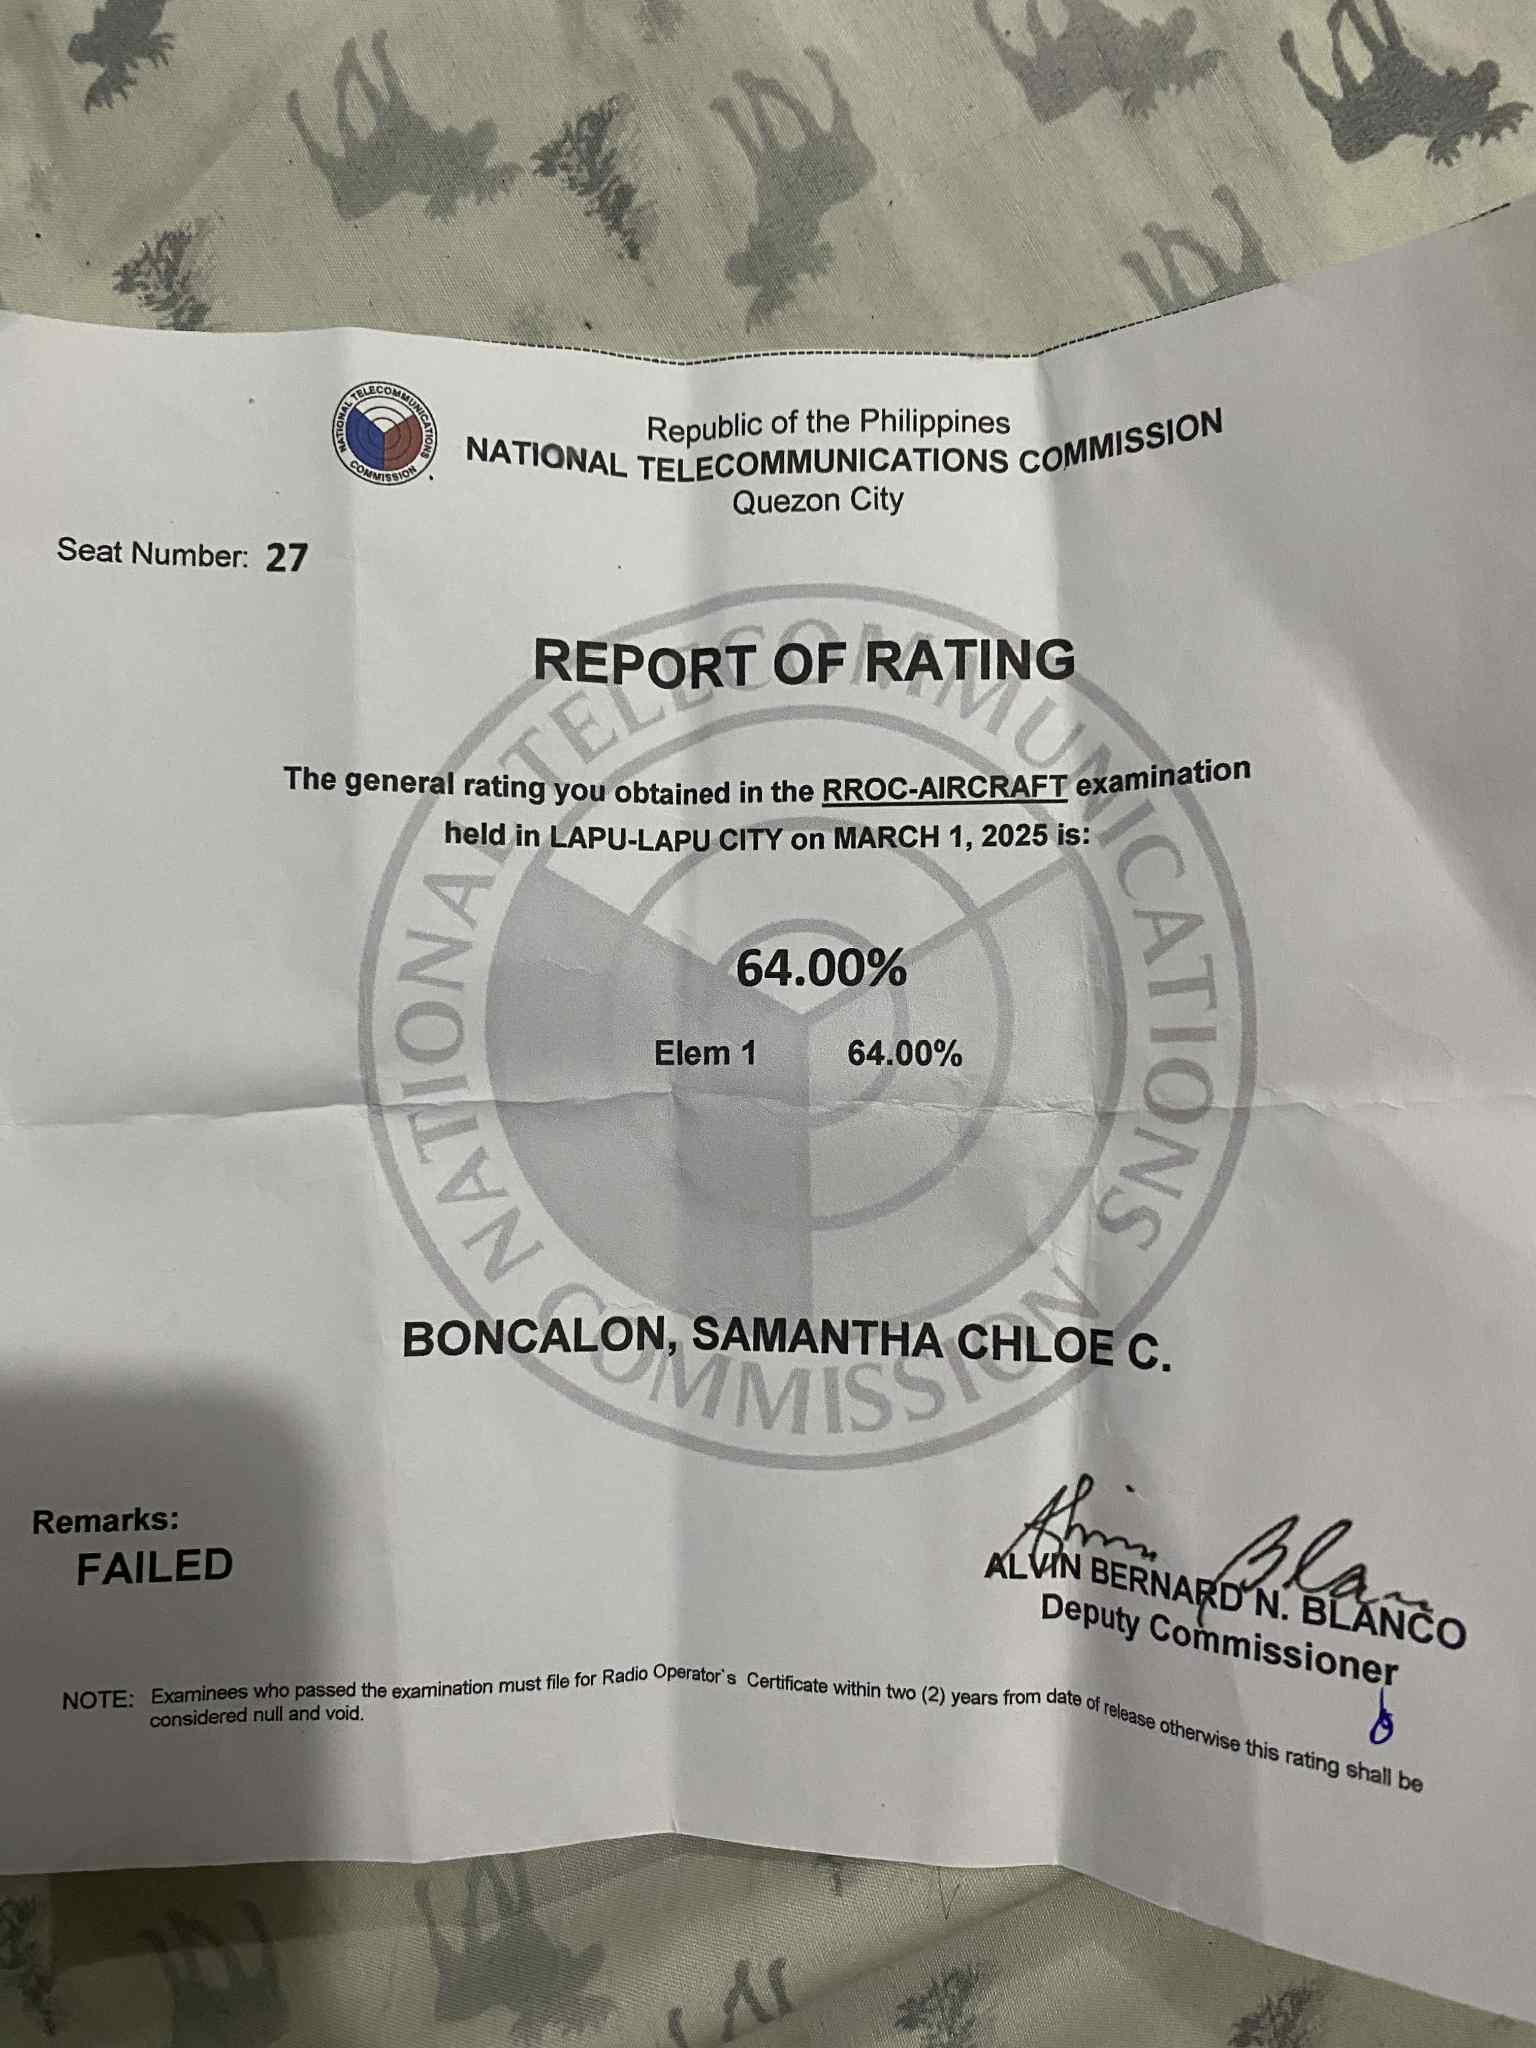 NATIONAL TELECOMMUNICATIONS COMMISSION
Republic of the Philippines
NATIONAL TELECOMMUNICATIONS COMMISSION
Quezon City
Seat Number: 27
NATIONAL TELECOMMUNICATIONS COMMISSION
REPORT OF RATING
The general rating you obtained in the RROC-AIRCRAFT examination
held in LAPU-LAPU CITY on MARCH 1, 2025 is:
64.00%
Elem 1 64.00%
BONCALON, SAMANTHA CHLOE C.
Remarks:
FAILED
Alvin Blanco
ALVIN BERNARD N. BLANCO
Deputy Commissioner
NOTE: Examinees who passed the examination must file for Radio Operator`s Certificate within two (2) years from date of release otherwise this rating shall be
considered null and void.